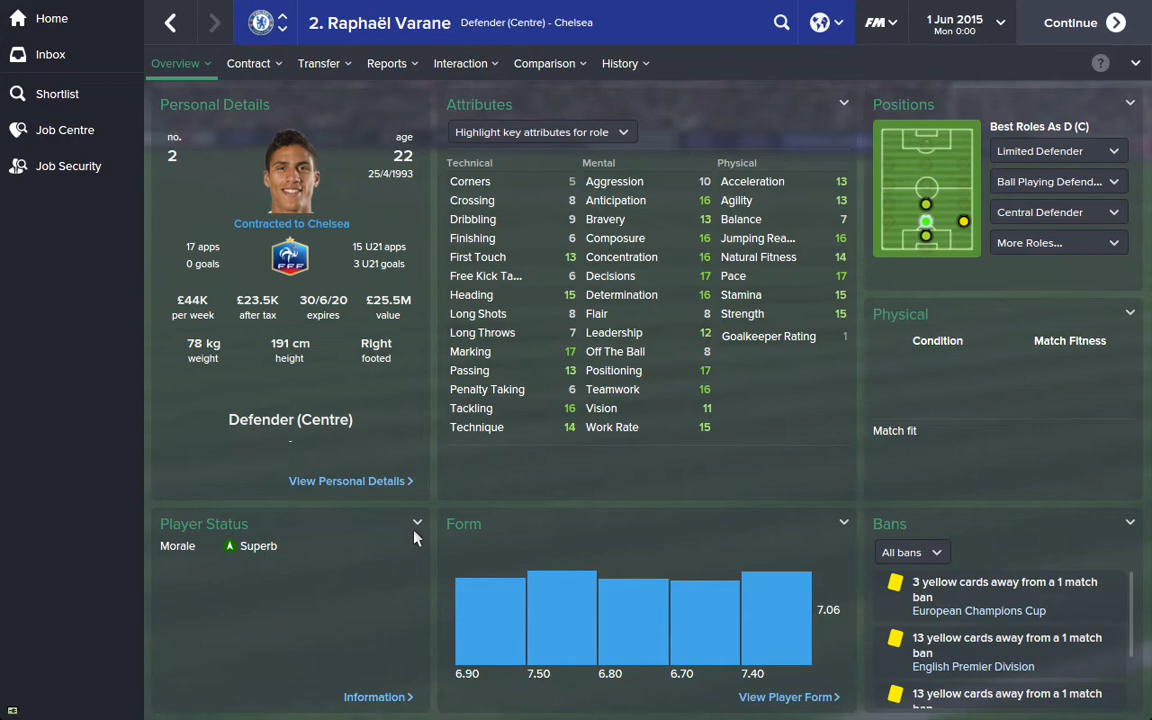 Home
Inbox
Shortlist
Job Centre
Job Security
2. Raphaël Varane
Defender (Centre) - Chelsea
FM
1 Jun 2015
Mon 0:00
Continue
Overview
Contract
Transfer
Reports
Interaction
Comparison
History
?
Personal Details
no.
2
age
22
25/4/1993
Contracted to Chelsea
17 apps
0 goals
FFF
15 U21 apps
3 U21 goals
£44K
per week
£23.5K
after tax
30/6/20
expires
£25.5M
value
78 kg
weight
191 cm
height
Right
footed
Defender (Centre)
-
View Personal Details
Attributes
Highlight key attributes for role
Technical
Corners 5
Crossing 8
Dribbling 9
Finishing 6
First Touch 13
Free Kick Ta... 6
Heading 15
Long Shots 8
Long Throws 7
Marking 17
Passing 13
Penalty Taking 6
Tackling 16
Technique 14
Mental
Aggression 10
Anticipation 16
Bravery 13
Composure 16
Concentration 16
Decisions 17
Determination 16
Flair 8
Leadership 12
Off The Ball 8
Positioning 17
Teamwork 16
Vision 11
Work Rate 15
Physical
Acceleration 13
Agility 13
Balance 7
Jumping Rea... 16
Natural Fitness 14
Pace 17
Stamina 15
Strength 15
Goalkeeper Rating 1
Positions
Best Roles As D (C)
Limited Defender
Ball Playing Defend...
Central Defender
More Roles...
Physical
Condition
Match Fitness
Match fit
Player Status
Morale Superb
Information
Form
7.06
6.90 7.50 6.80 6.70 7.40
View Player Form
Bans
All bans
3 yellow cards away from a 1 match
ban
European Champions Cup
13 yellow cards away from a 1 match
ban
English Premier Division
13 yellow cards away from a 1 match
ban